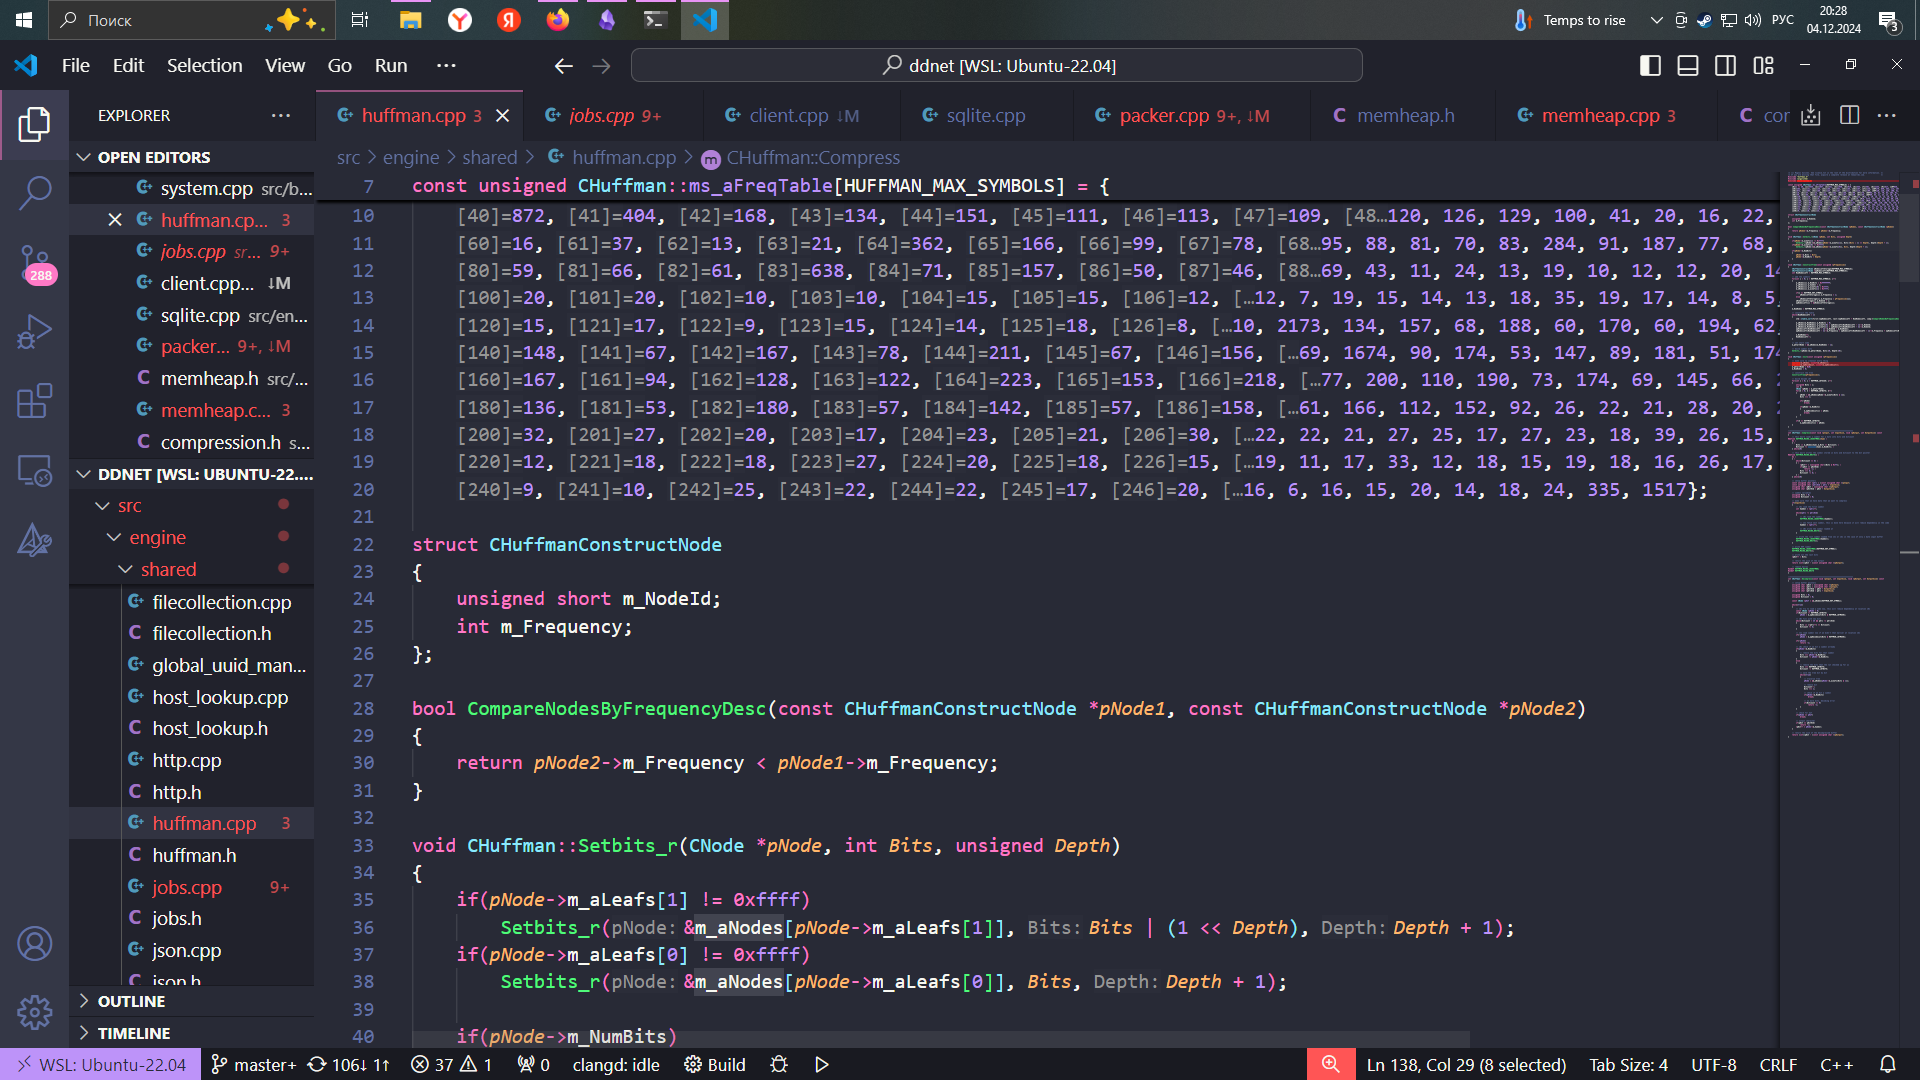 Поиск
Temps to rise
РУС
20:28
04.12.2024
3
File Edit Selection View Go Run ···
ddnet [WSL: Ubuntu-22.04]
EXPLORER
huffman.cpp 3
jobs.cpp 9+
client.cpp ↓M
sqlite.cpp
packer.cpp 9+, ↓M
memheap.h
memheap.cpp 3
cor
src > engine > shared > huffman.cpp > CHuffman::Compress
OPEN EDITORS
system.cpp src/b...
huffman.cp... 3
jobs.cpp sr... 9+
client.cpp... ↓M
sqlite.cpp src/en...
packer... 9+, ↓M
memheap.h src/...
memheap.c... 3
compression.h s...
DDNET [WSL: UBUNTU-22....
src
engine
shared
filecollection.cpp
filecollection.h
global_uuid_man...
host_lookup.cpp
host_lookup.h
http.cpp
http.h
huffman.cpp 3
huffman.h
jobs.cpp 9+
jobs.h
json.cpp
json.h
OUTLINE
TIMELINE
288
7 const unsigned CHuffman::ms_aFreqTable[HUFFMAN_MAX_SYMBOLS] = {
10 [40]=872, [41]=404, [42]=168, [43]=134, [44]=151, [45]=111, [46]=113, [47]=109, [48…120, 126, 129, 100, 41, 20, 16, 22,
11 [60]=16, [61]=37, [62]=13, [63]=21, [64]=362, [65]=166, [66]=99, [67]=78, [68…95, 88, 81, 70, 83, 284, 91, 187, 77, 68,
12 [80]=59, [81]=66, [82]=61, [83]=638, [84]=71, [85]=157, [86]=50, [87]=46, [88…69, 43, 11, 24, 13, 19, 10, 12, 12, 20, 14
13 [100]=20, [101]=20, [102]=10, [103]=10, [104]=15, [105]=15, [106]=12, […12, 7, 19, 15, 14, 13, 18, 35, 19, 17, 14, 8, 5,
14 [120]=15, [121]=17, [122]=9, [123]=15, [124]=14, [125]=18, [126]=8, […10, 2173, 134, 157, 68, 188, 60, 170, 60, 194, 62,
15 [140]=148, [141]=67, [142]=167, [143]=78, [144]=211, [145]=67, [146]=156, […69, 1674, 90, 174, 53, 147, 89, 181, 51, 174
16 [160]=167, [161]=94, [162]=128, [163]=122, [164]=223, [165]=153, [166]=218, […77, 200, 110, 190, 73, 174, 69, 145, 66,
17 [180]=136, [181]=53, [182]=180, [183]=57, [184]=142, [185]=57, [186]=158, […61, 166, 112, 152, 92, 26, 22, 21, 28, 20,
18 [200]=32, [201]=27, [202]=20, [203]=17, [204]=23, [205]=21, [206]=30, […22, 22, 21, 27, 25, 17, 27, 23, 18, 39, 26, 15,
19 [220]=12, [221]=18, [222]=18, [223]=27, [224]=20, [225]=18, [226]=15, […19, 11, 17, 33, 12, 18, 15, 19, 18, 16, 26, 17,
20 [240]=9, [241]=10, [242]=25, [243]=22, [244]=22, [245]=17, [246]=20, […16, 6, 16, 15, 20, 14, 18, 24, 335, 1517};
21
22 struct CHuffmanConstructNode
23 {
24 unsigned short m_NodeId;
25 int m_Frequency;
26 };
27
28 bool CompareNodesByFrequencyDesc(const CHuffmanConstructNode *pNode1, const CHuffmanConstructNode *pNode2)
29 {
30 return pNode2->m_Frequency < pNode1->m_Frequency;
31 }
32
33 void CHuffman::Setbits_r(CNode *pNode, int Bits, unsigned Depth)
34 {
35 if(pNode->m_aLeafs[1] != 0xffff)
36 Setbits_r(pNode: &m_aNodes[pNode->m_aLeafs[1]], Bits: Bits | (1 << Depth), Depth: Depth + 1);
37 if(pNode->m_aLeafs[0] != 0xffff)
38 Setbits_r(pNode: &m_aNodes[pNode->m_aLeafs[0]], Bits, Depth: Depth + 1);
39
40 if(pNode->m_NumBits)
WSL: Ubuntu-22.04
master+
106↓ 1↑
37
1
0
clangd: idle
Build
Ln 138, Col 29 (8 selected)
Tab Size: 4
UTF-8
CRLF
C++